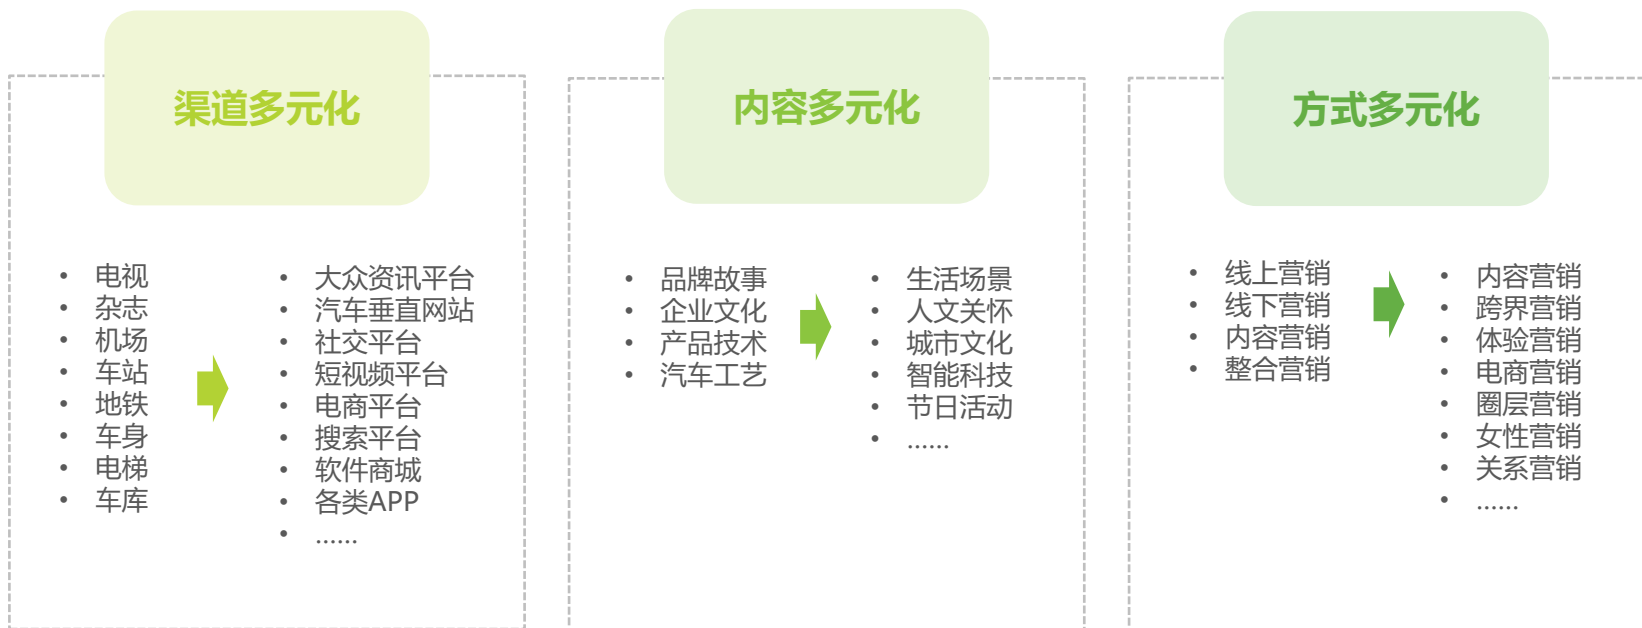 渠道多元化
• 电视
• 杂志
• 机场
• 车站
• 地铁
• 车身
• 电梯
• 车库
• 大众资讯平台
• 汽车垂直网站
• 社交平台
• 短视频平台
• 电商平台
• 搜索平台
• 软件商城
• 各类APP
• ......
内容多元化
• 品牌故事
• 企业文化
• 产品技术
• 汽车工艺
• 生活场景
• 人文关怀
• 城市文化
• 智能科技
• 节日活动
• ......
方式多元化
• 线上营销
• 线下营销
• 内容营销
• 整合营销
• 内容营销
• 跨界营销
• 体验营销
• 电商营销
• 圈层营销
• 女性营销
• 关系营销
• ......